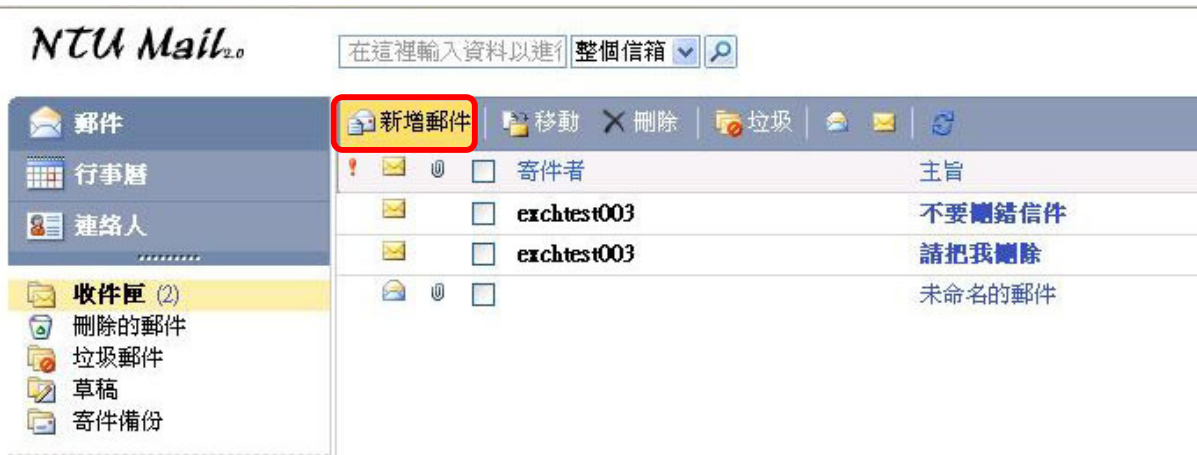 NTU Mail 2.0
在這裡輸入資料以進行 整個信箱
郵件
行事曆
連絡人
收件匣 (2)
刪除的郵件
垃圾郵件
草稿
寄件備份
新增郵件 移動 刪除 垃圾
寄件者 主旨
exchtest003 不要刪錯信件
exchtest003 請把我刪除
未命名的郵件